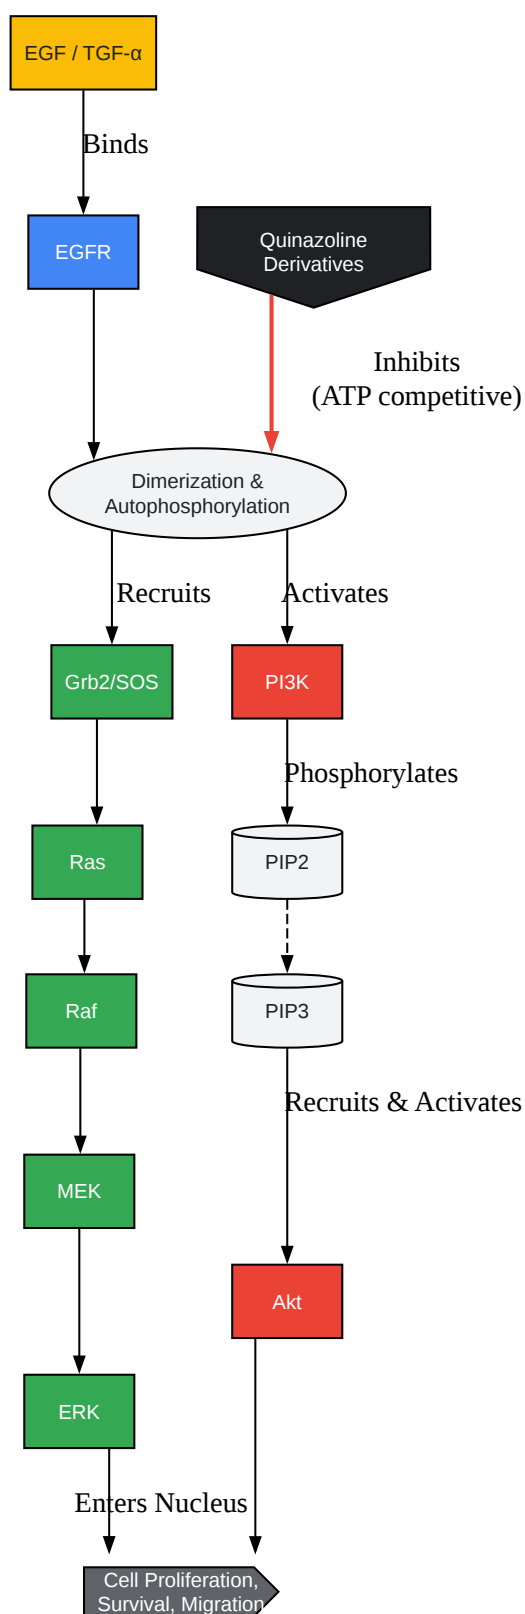 EGF / TGF-α
Binds
EGFR
Quinazoline
Derivatives
Inhibits
(ATP competitive)
Dimerization &
Autophosphorylation
Recruits
Activates
Grb2/SOS
PI3K
Phosphorylates
Ras
PIP2
Raf
PIP3
Recruits & Activates
MEK
Akt
ERK
Enters Nucleus
Cell Proliferation,
Survival, Migration